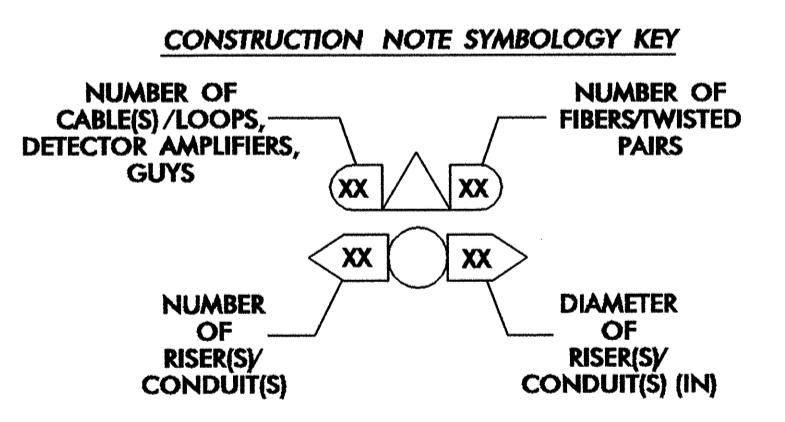 CONSTRUCTION NOTE SYMBOLOGY KEY
NUMBER OF
CABLE(S)/LOOPS,
DETECTOR AMPLIFIERS,
GUYS
NUMBER OF
FIBERS/TWISTED
PAIRS
XX
XX
XX
XX
NUMBER
OF
RISER(S)/
CONDUIT(S)
DIAMETER
OF
RISER(S)/
CONDUIT(S) (IN)